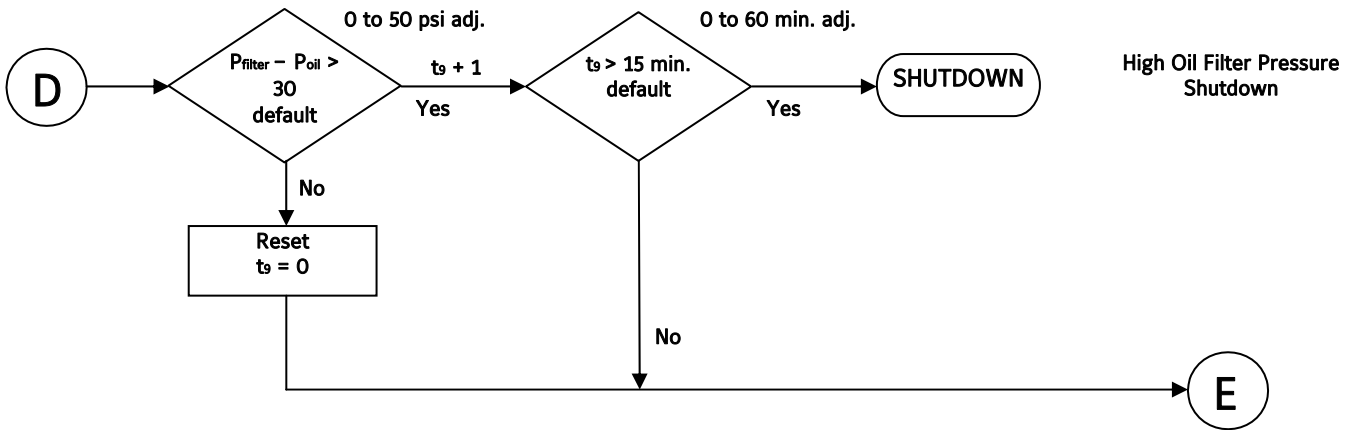 D
Pfilter – Poil >
30
default
0 to 50 psi adj.
t9 + 1
Yes
t9 > 15 min.
default
0 to 60 min. adj.
Yes
SHUTDOWN
High Oil Filter Pressure
Shutdown
No
Reset
t9 = 0
No
E